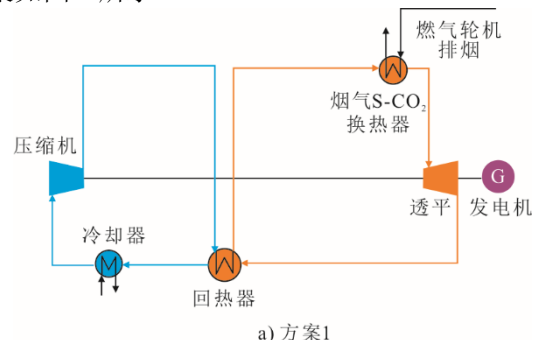 燃气轮机
排烟
烟气S-CO₂
换热器
压缩机
G
透平
发电机
冷却器
回热器
a) 方案1